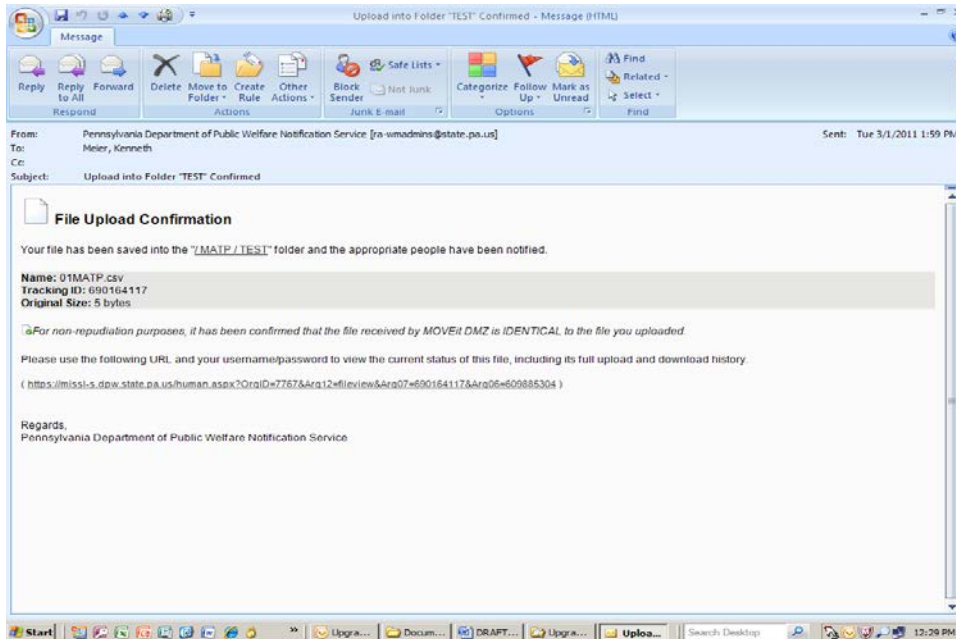 Upload into Folder "TEST" Confirmed - Message (HTML)
Message
Reply
Reply to All
Forward
Delete
Move to Folder
Create Rule
Other Actions
Block Sender
Safe Lists
Not Junk
Categorize
Follow Up
Mark as Unread
Find
Related
Select
Respond
Actions
Junk E-mail
Options
Find
From: Pennsylvania Department of Public Welfare Notification Service [ra-wmadmins@state.pa.us]
Sent: Tue 3/1/2011 1:59 PM
To: Meier, Kenneth
Cc:
Subject: Upload into Folder "TEST" Confirmed
File Upload Confirmation
Your file has been saved into the "/ MATP / TEST" folder and the appropriate people have been notified.
Name: 01MATP.csv
Tracking ID: 690164117
Original Size: 5 bytes
For non-repudiation purposes, it has been confirmed that the file received by MOVEit DMZ is IDENTICAL to the file you uploaded.
Please use the following URL and your username/password to view the current status of this file, including its full upload and download history.
( https://missl-s.dpw.state.pa.us/human.aspx?OrgID=7767&Arg12=fileview&Arg07=690164117&Arg06=609885304 )
Regards,
Pennsylvania Department of Public Welfare Notification Service
Start
Upgra...
Docum...
DRAFT...
Upgra...
Uploa...
Search Desktop
12:29 PM